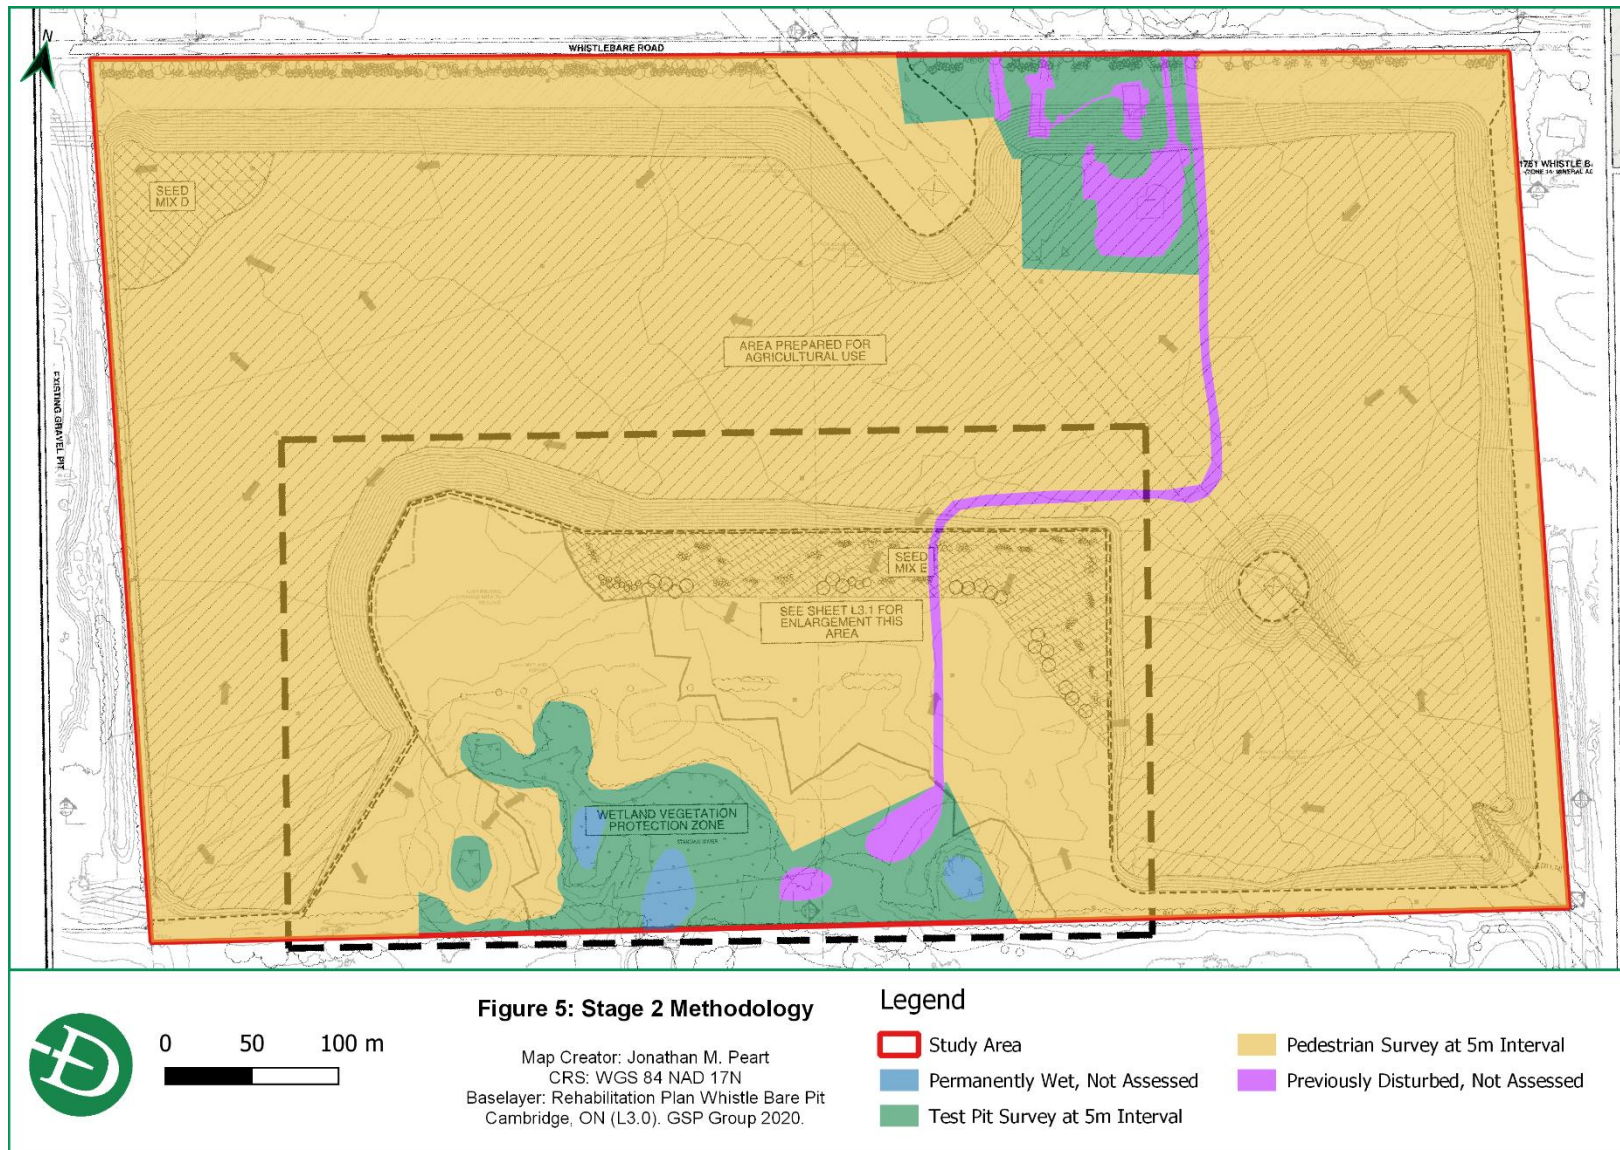 N
WHISTLEBARE ROAD
SEED
MIX D
1751 WHISTLE B
EXISTING GRAVEL PIT
AREA PREPARED FOR
AGRICULTURAL USE
SEED
MIX E
SEE SHEET L3.1 FOR
ENLARGEMENT THIS
AREA
WETLAND VEGETATION
PROTECTION ZONE
0 50 100 m
Figure 5: Stage 2 Methodology
Map Creator: Jonathan M. Peart
CRS: WGS 84 NAD 17N
Baselayer: Rehabilitation Plan Whistle Bare Pit
Cambridge, ON (L3.0). GSP Group 2020.
Legend
Study Area
Permanently Wet, Not Assessed
Test Pit Survey at 5m Interval
Pedestrian Survey at 5m Interval
Previously Disturbed, Not Assessed